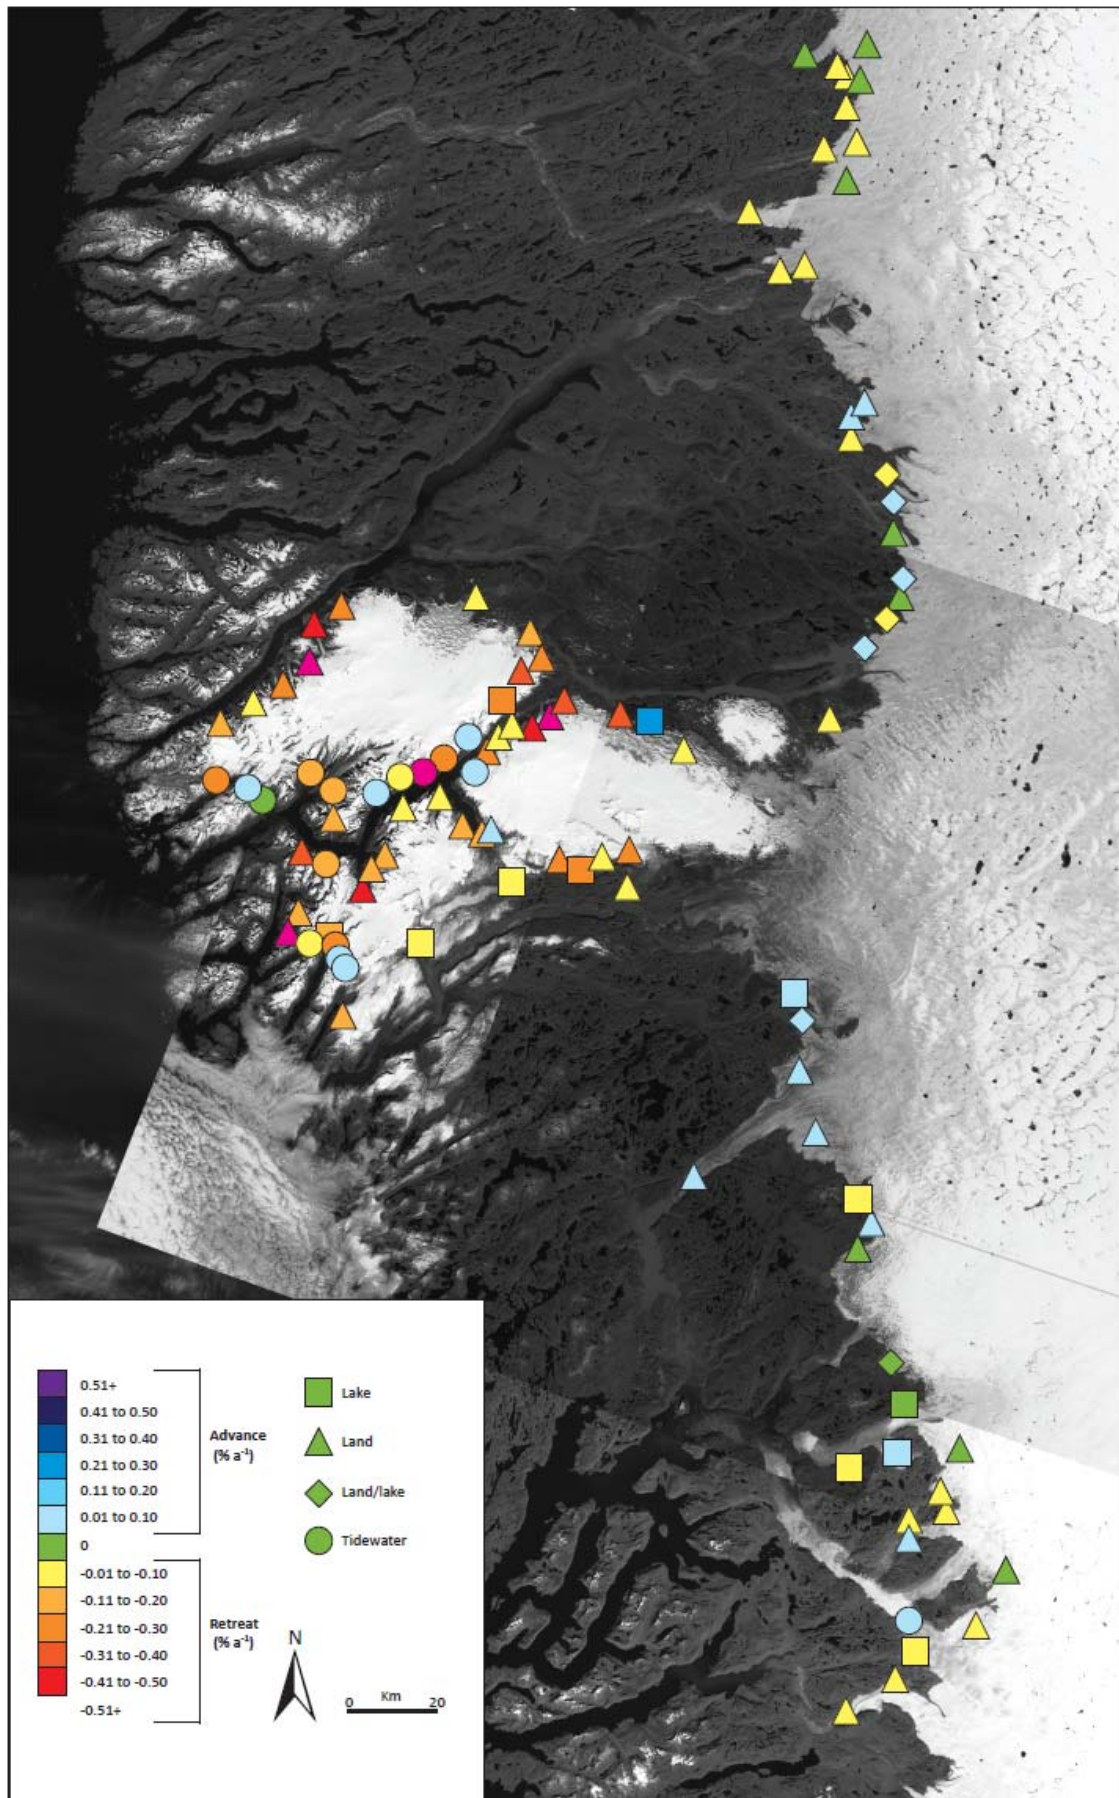 0.51+
0.41 to 0.50
0.31 to 0.40
0.21 to 0.30
0.11 to 0.20
0.01 to 0.10
0
-0.01 to -0.10
-0.11 to -0.20
-0.21 to -0.30
-0.31 to -0.40
-0.41 to -0.50
-0.51+
Advance
(% a⁻¹)
Retreat
(% a⁻¹)
Lake
Land
Land/lake
Tidewater
N
Km
0 20